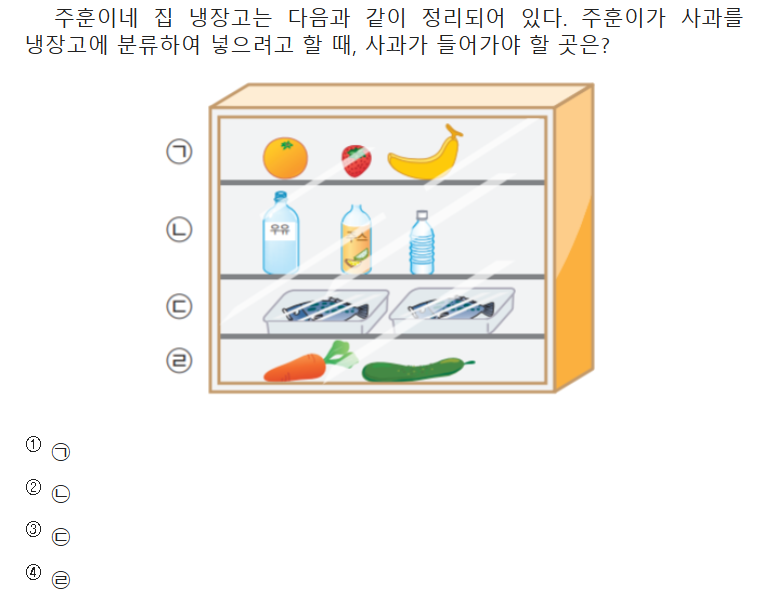 주훈이네 집 냉장고는 다음과 같이 정리되어 있다. 주훈이가 사과를
냉장고에 분류하여 넣으려고 할 때, 사과가 들어가야 할 곳은?
㉠
㉡
우유
㉢
㉣
① ㉠
② ㉡
③ ㉢
④ ㉣